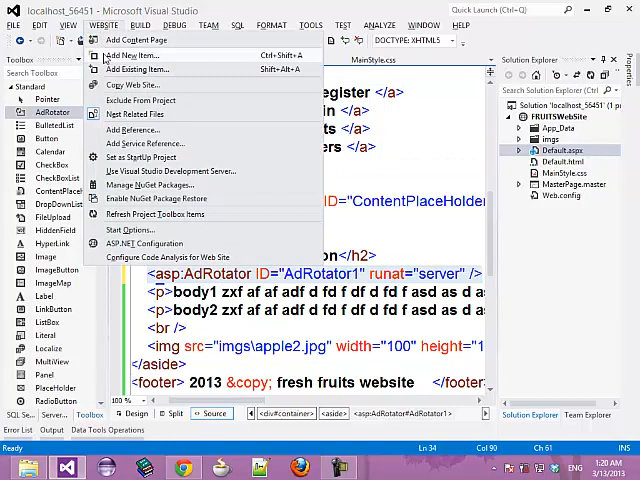 localhost_56451 - Microsoft Visual Studio
Quick Launch (Ctrl+Q)
FILE EDIT VIEW WEBSITE BUILD DEBUG TEAM SQL FORMAT TOOLS TEST ANALYZE WINDOW
DOCTYPE: XHTML5
Toolbox
Search Toolbox
Standard
Pointer
AdRotator
BulletedList
Button
Calendar
CheckBox
CheckBoxList
ContentPlaceH
DropDownList
FileUpload
HiddenField
HyperLink
Image
ImageButton
ImageMap
Label
LinkButton
ListBox
Literal
Localize
MultiView
Panel
PlaceHolder
RadioButton
SQL Se... Server... Toolbox
Add Content Page
Add New Item... Ctrl+Shift+A
Add Existing Item... Shift+Alt+A
Copy Web Site...
Exclude From Project
Nest Related Files
Add Reference...
Add Service Reference...
Set as StartUp Project
Use Visual Studio Development Server...
Manage NuGet Packages...
Enable NuGet Package Restore
Refresh Project Toolbox Items
Start Options...
ASP.NET Configuration
Configure Code Analysis for Web Site
MainStyle.css
egister </a>
ts </a>
ers </a>
ID="ContentPlaceHolder
on</h2>
<asp:AdRotator ID="AdRotator1" runat="server" />
<p>body1 zxf af af adf d fd f df d fd f asd as d as
<p>body2 zxf af af adf d fd f df d fd f asd as d as
<br />
<img src="imgs\apple2.jpg" width="100" height="1
</aside>
<footer> 2013 &copy; fresh fruits website </footer>
100 %
Design Split Source <div#container> <aside> <asp:AdRotator#AdRotator1>
Solution Explorer
Search Solution Explorer (Ctrl+;)
FRUITSWebSite
App_Data
imgs
Default.aspx
Default.html
MainStyle.css
MasterPage.master
Web.config
Solution Explorer Team Explorer
Error List Output Data Tools Operations
Ready Ln 34 Col 90 Ch 61 INS
ENG
1:20 AM
3/13/2013